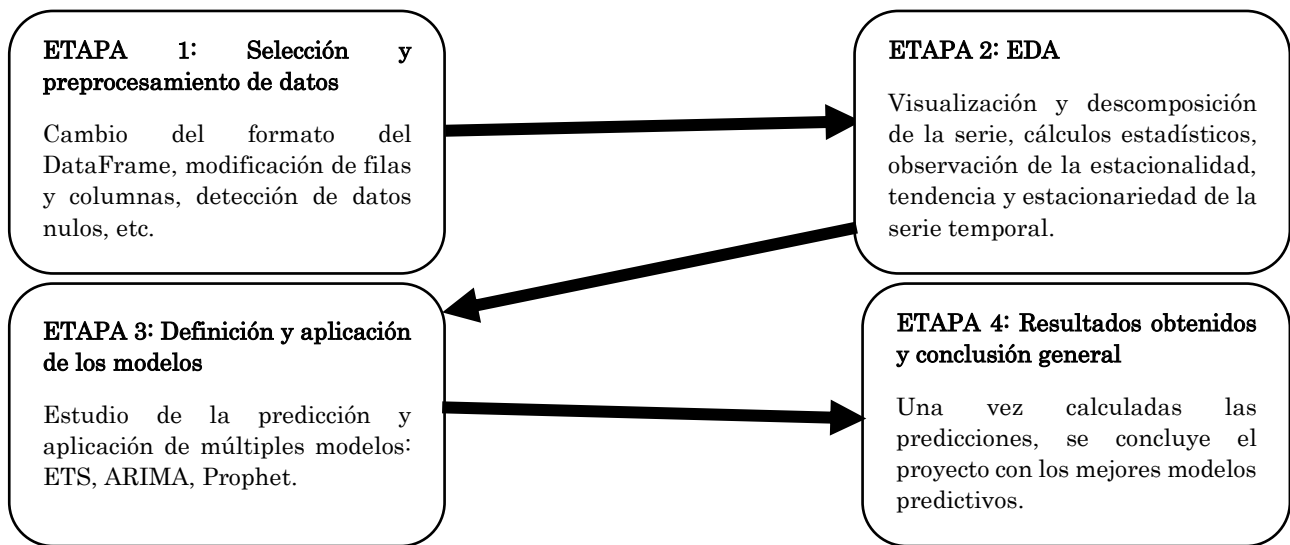 ETAPA 1: Selección y
preprocesamiento de datos
Cambio del formato del
DataFrame, modificación de filas
y columnas, detección de datos
nulos, etc.
ETAPA 2: EDA
Visualización y descomposición
de la serie, cálculos estadísticos,
observación de la estacionalidad,
tendencia y estacionariedad de la
serie temporal.
ETAPA 3: Definición y aplicación
de los modelos
Estudio de la predicción y
aplicación de múltiples modelos:
ETS, ARIMA, Prophet.
ETAPA 4: Resultados obtenidos
y conclusión general
Una vez calculadas las
predicciones, se concluye el
proyecto con los mejores modelos
predictivos.